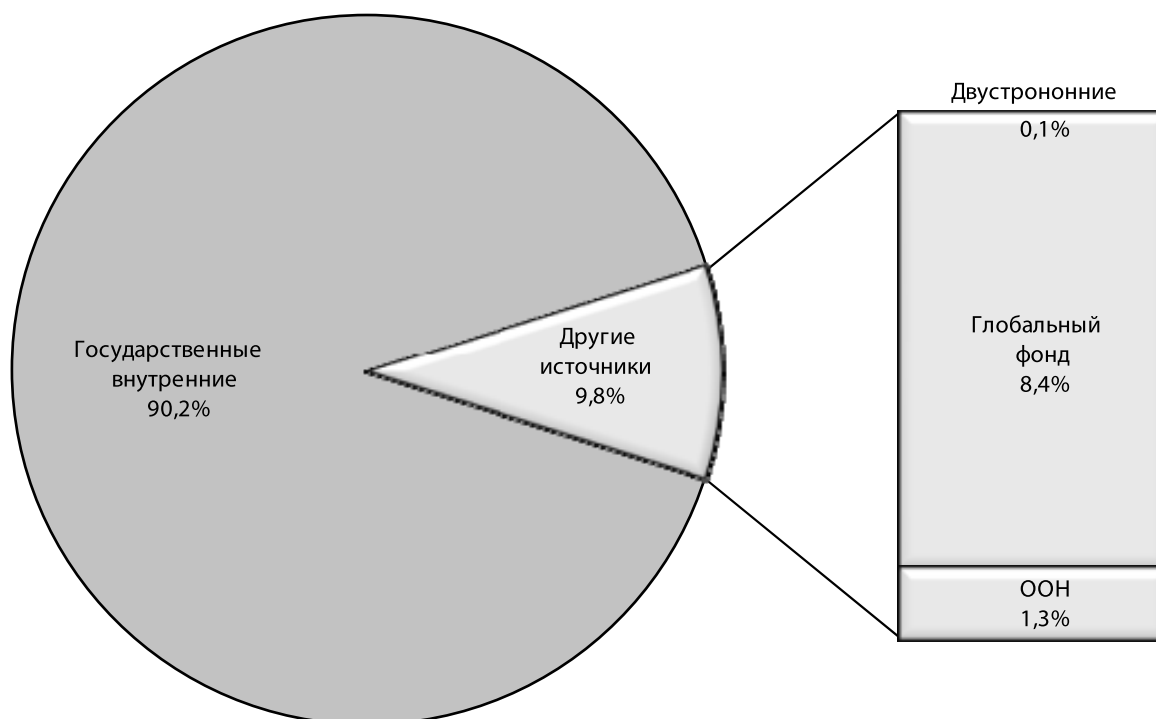 Государственные
внутренние
90,2%
Другие
источники
9,8%
Двустрононние
0,1%
Глобальный
фонд
8,4%
ООН
1,3%